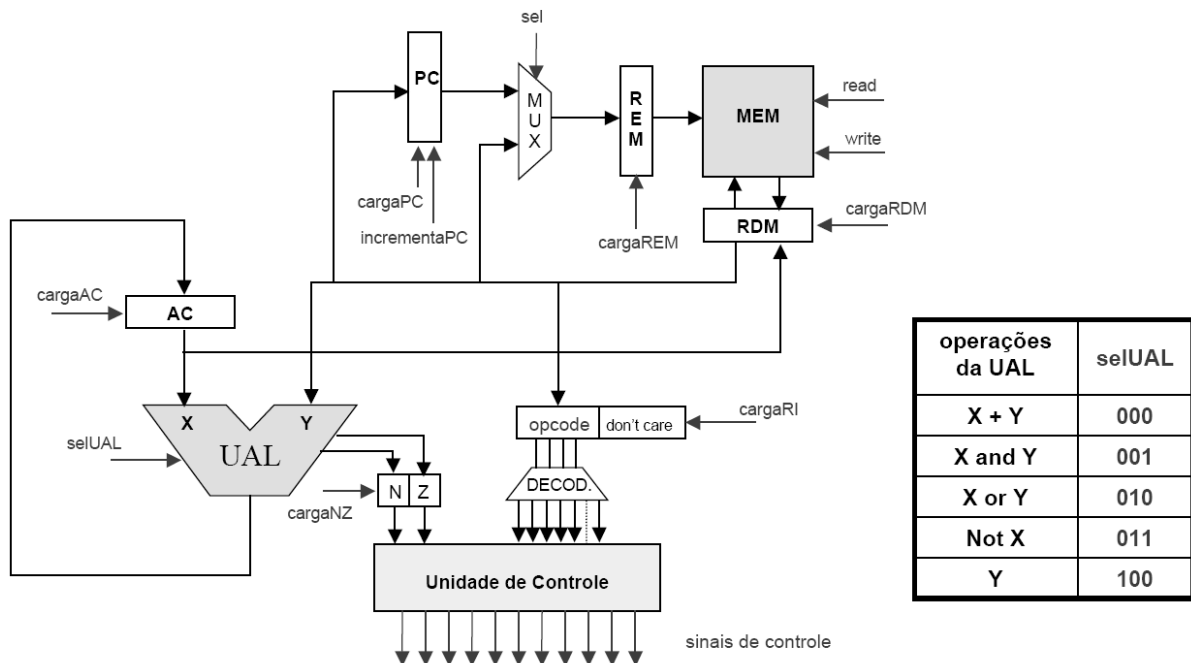 sel
PC
MUX
REM
MEM
read
write
cargaPC
incrementaPC
cargaREM
RDM
cargaRDM
cargaAC
AC
X Y
UAL
selUAL
N Z
cargaNZ
opcode don't care
cargaRI
DECOD.
Unidade de Controle
sinais de controle
operações da UAL selUAL
X + Y 000
X and Y 001
X or Y 010
Not X 011
Y 100